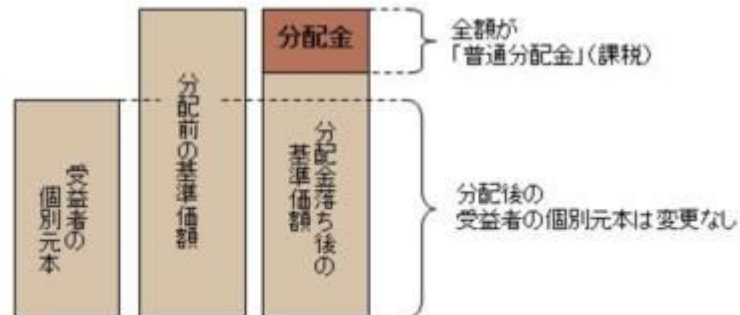 受益者の
個別元本
分配前の基準価額
分配金
分配金落ち後の
基準価額
全額が
「普通分配金」(課税)
分配後の
受益者の個別元本は変更なし